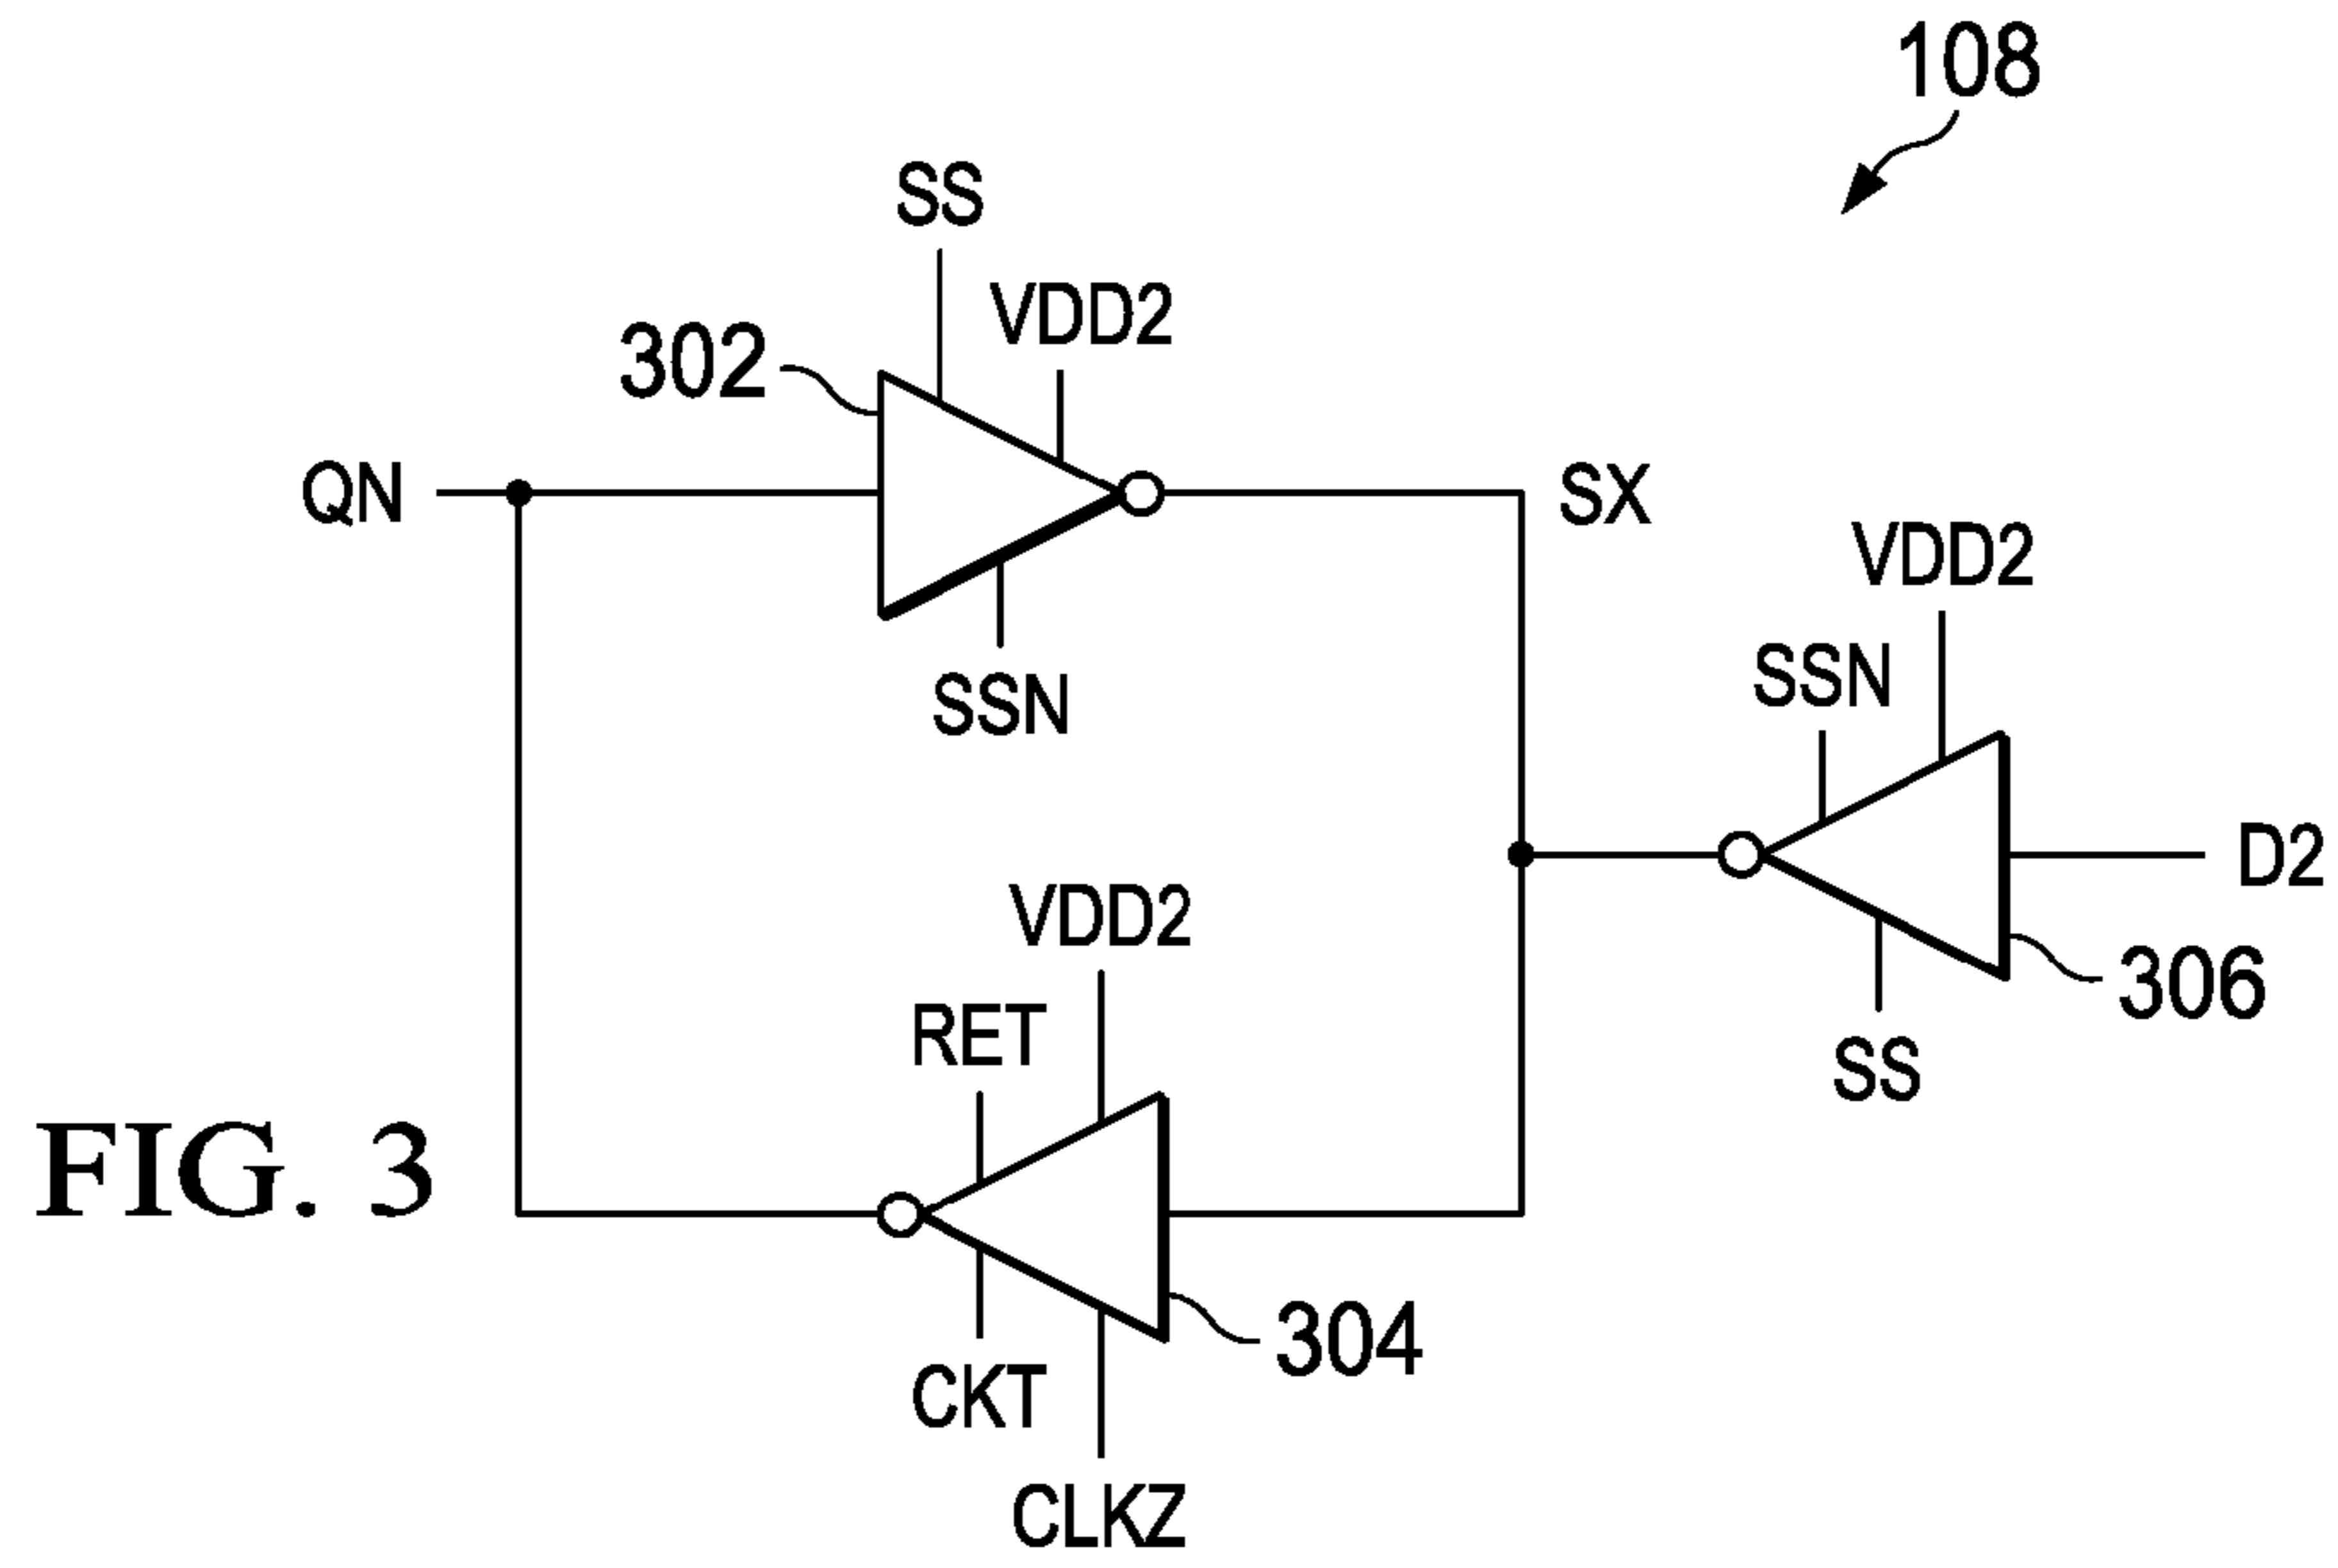 108
SS
VDD2
302
QN
SX
SSN
VDD2
SSN
D2
306
SS
VDD2
RET
304
CKT
CLKZ
FIG. 3